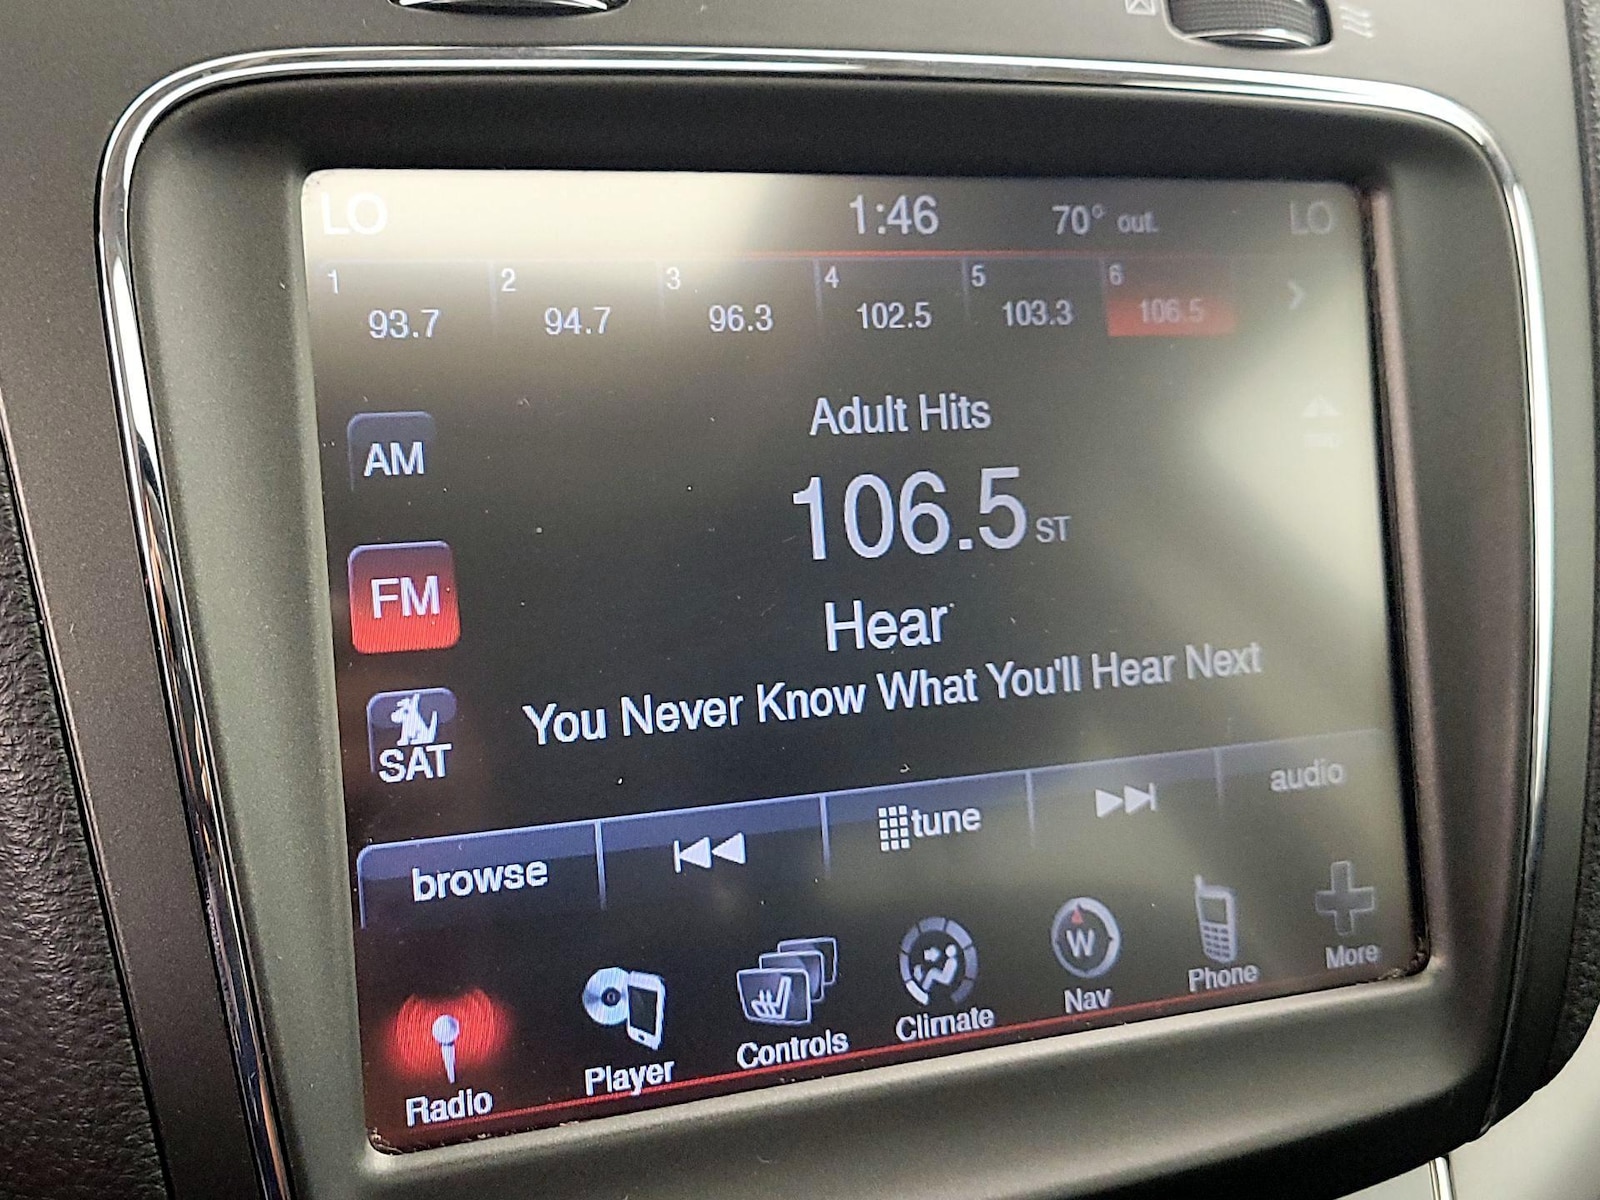 LO 1:46 70° out. LO
1 2 3 4 5 6
93.7 94.7 96.3 102.5 103.3 106.5
Adult Hits
AM
106.5 ST
FM
Hear
You Never Know What You'll Hear Next
SAT
browse tune audio
W
Radio Player Controls Climate Nav Phone More